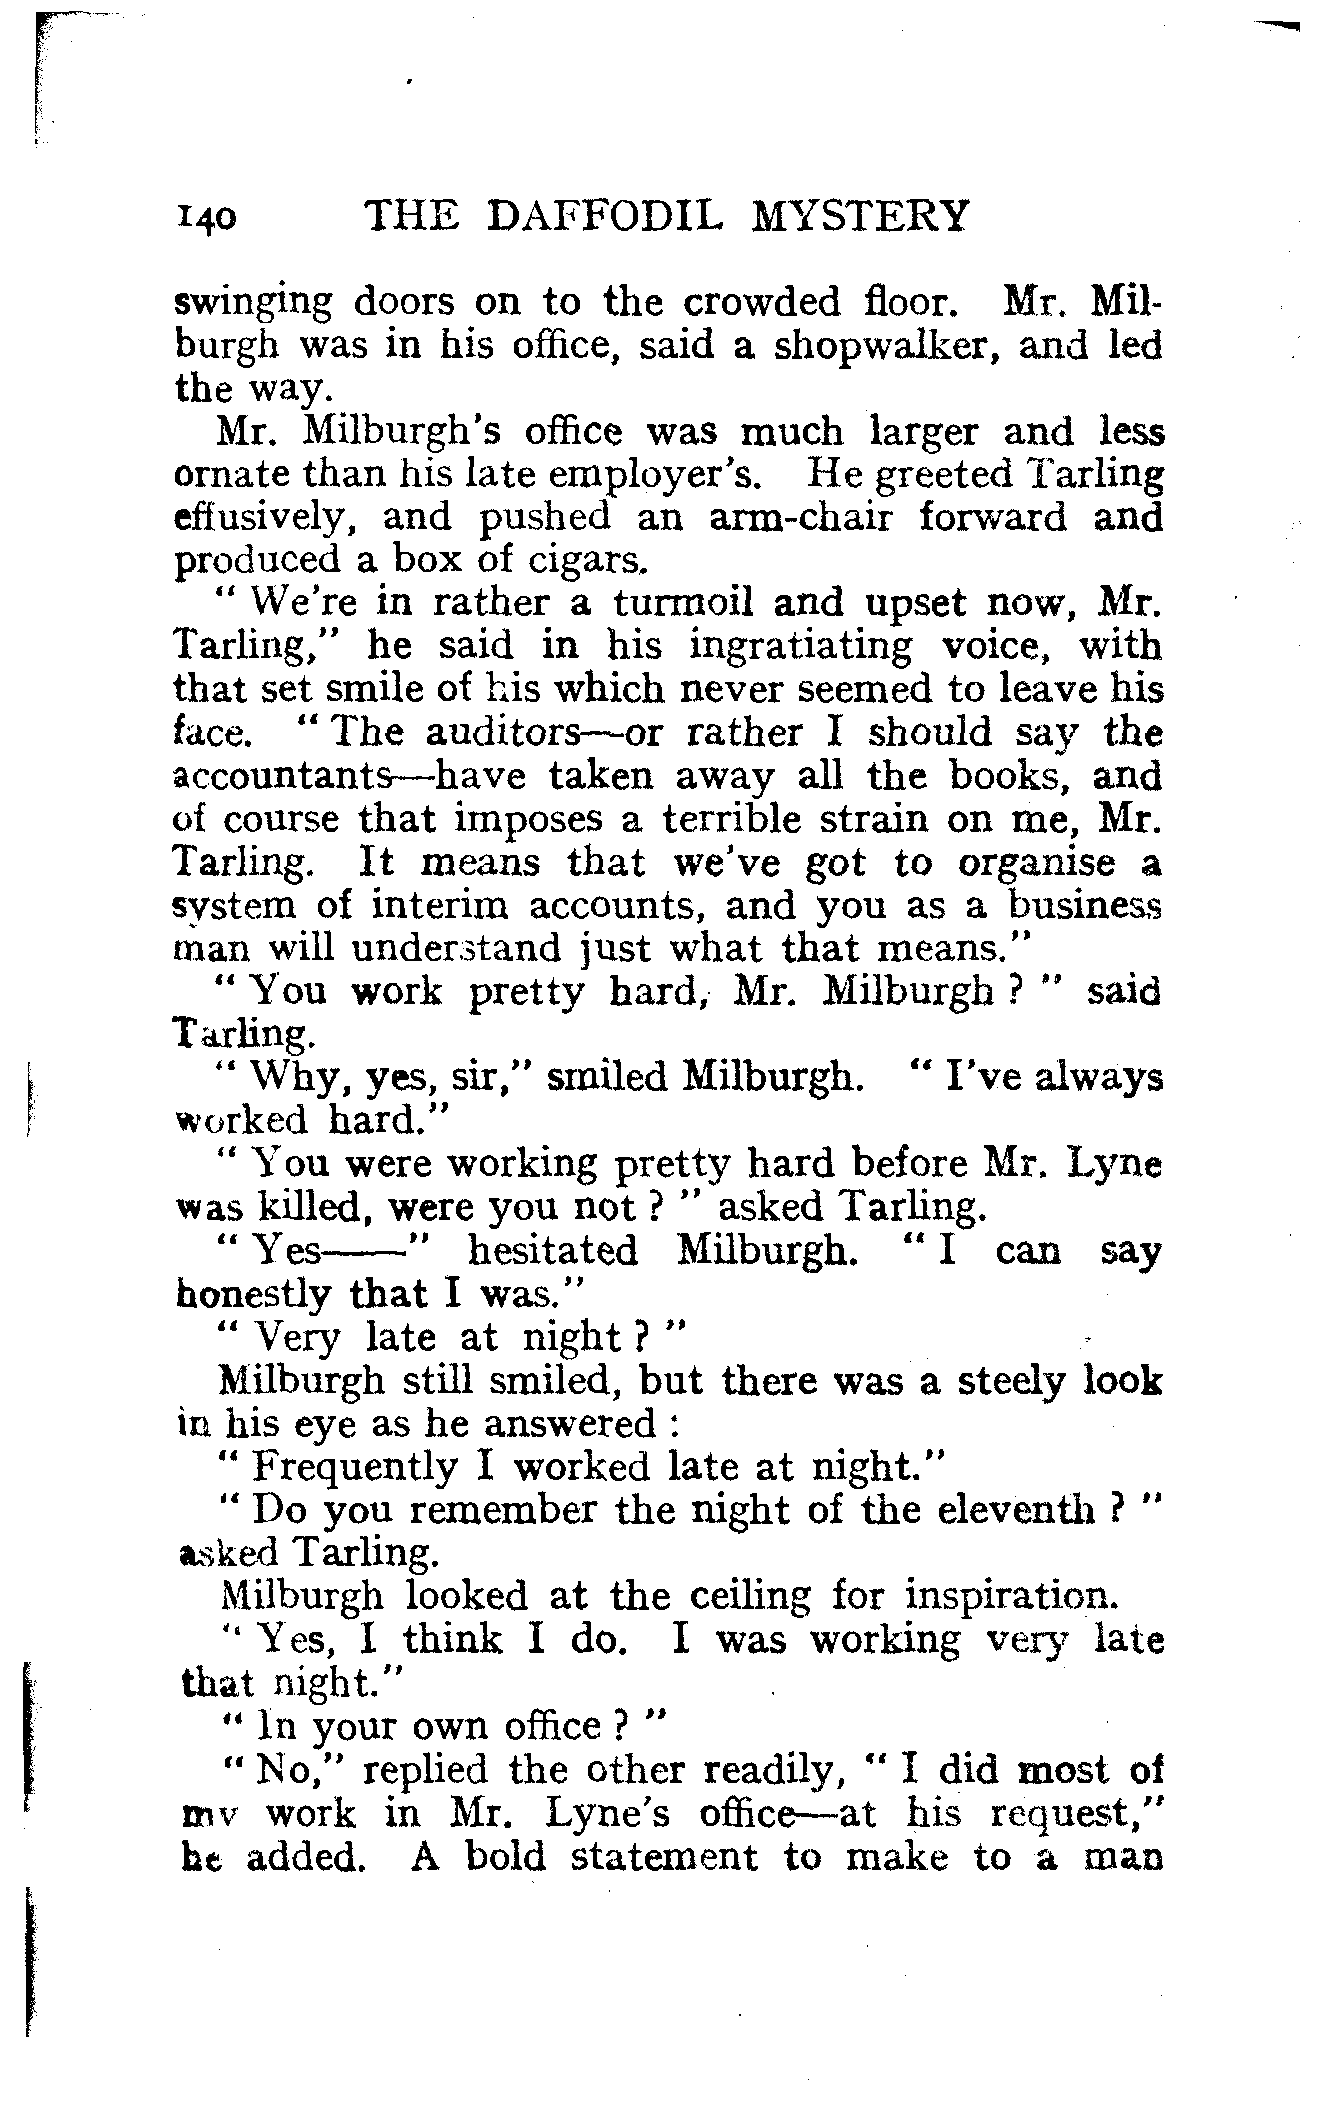 140 THE DAFFODIL MYSTERY
swinging doors on to the crowded floor. Mr. Mil-
burgh was in his office, said a shopwalker, and led
the way.
Mr. Milburgh's office was much larger and less
ornate than his late employer's. He greeted Tarling
effusively, and pushed an arm-chair forward and
produced a box of cigars.
" We're in rather a turmoil and upset now, Mr.
Tarling," he said in his ingratiating voice, with
that set smile of his which never seemed to leave his
face. " The auditors—or rather I should say the
accountants—have taken away all the books, and
of course that imposes a terrible strain on me, Mr.
Tarling. It means that we've got to organise a
system of interim accounts, and you as a business
man will understand just what that means."
" You work pretty hard, Mr. Milburgh ? " said
Tarling.
" Why, yes, sir," smiled Milburgh. " I've always
worked hard."
" You were working pretty hard before Mr. Lyne
was killed, were you not ? " asked Tarling.
" Yes——" hesitated Milburgh. " I can say
honestly that I was."
" Very late at night ? "
Milburgh still smiled, but there was a steely look
in his eye as he answered :
" Frequently I worked late at night."
" Do you remember the night of the eleventh ? "
asked Tarling.
Milburgh looked at the ceiling for inspiration.
" Yes, I think I do. I was working very late
that night."
" In your own office ? "
" No," replied the other readily, " I did most of
my work in Mr. Lyne's office—at his request,"
he added. A bold statement to make to a man